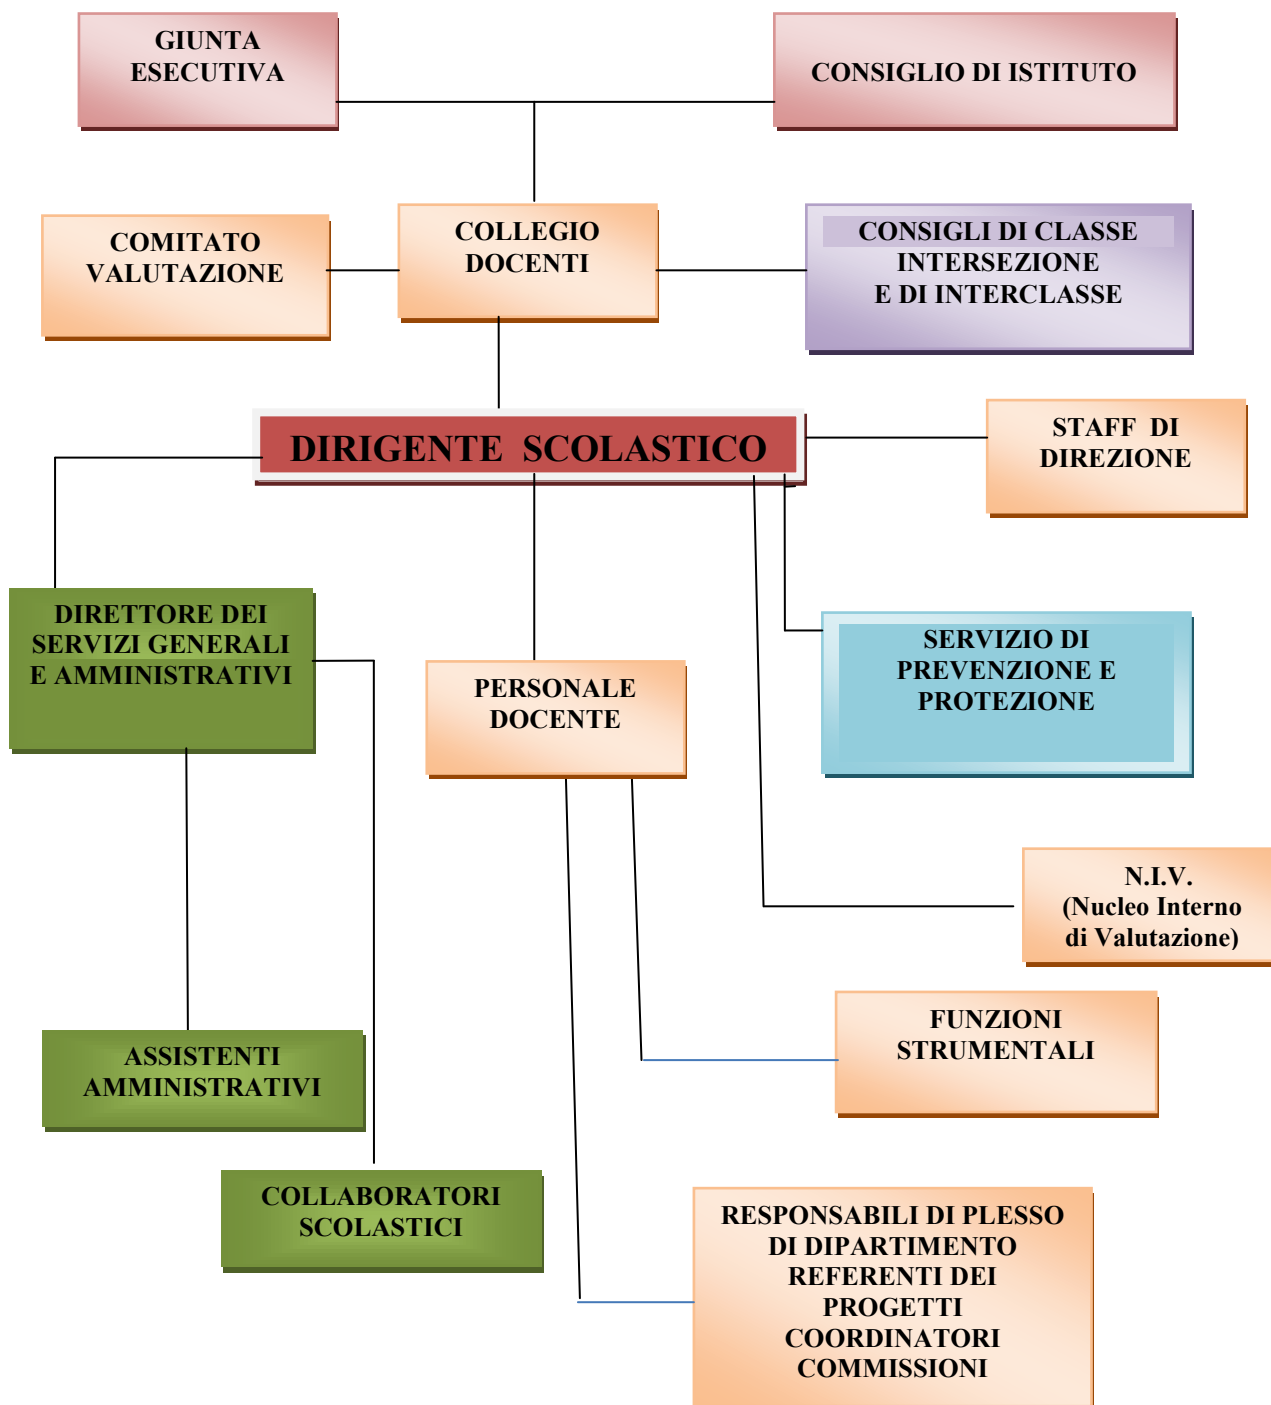 GIUNTA
ESECUTIVA
CONSIGLIO DI ISTITUTO
COMITATO
VALUTAZIONE
COLLEGIO
DOCENTI
CONSIGLI DI CLASSE
INTERSEZIONE
E DI INTERCLASSE
DIRIGENTE SCOLASTICO
STAFF DI
DIREZIONE
DIRETTORE DEI
SERVIZI GENERALI
E AMMINISTRATIVI
PERSONALE
DOCENTE
SERVIZIO DI
PREVENZIONE E
PROTEZIONE
N.I.V.
(Nucleo Interno
di Valutazione)
FUNZIONI
STRUMENTALI
ASSISTENTI
AMMINISTRATIVI
COLLABORATORI
SCOLASTICI
RESPONSABILI DI PLESSO
DI DIPARTIMENTO
REFERENTI DEI
PROGETTI
COORDINATORI
COMMISSIONI